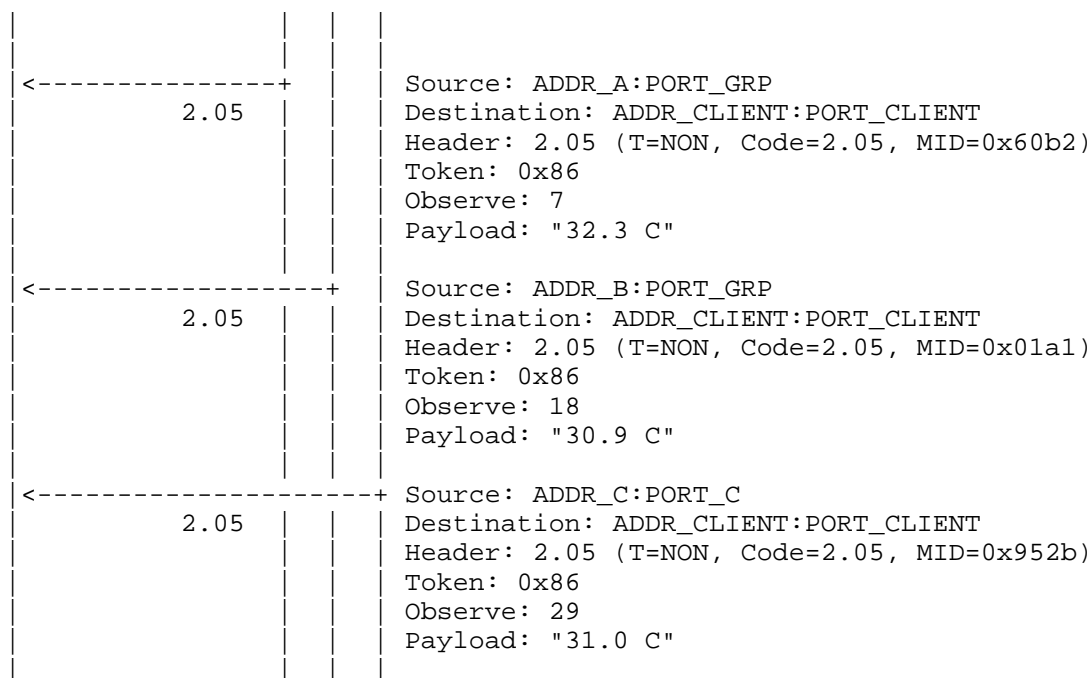 Source: ADDR_A:PORT_GRP
2.05 Destination: ADDR_CLIENT:PORT_CLIENT
Header: 2.05 (T=NON, Code=2.05, MID=0x60b2)
Token: 0x86
Observe: 7
Payload: "32.3 C"
Source: ADDR_B:PORT_GRP
2.05 Destination: ADDR_CLIENT:PORT_CLIENT
Header: 2.05 (T=NON, Code=2.05, MID=0x01a1)
Token: 0x86
Observe: 18
Payload: "30.9 C"
Source: ADDR_C:PORT_C
2.05 Destination: ADDR_CLIENT:PORT_CLIENT
Header: 2.05 (T=NON, Code=2.05, MID=0x952b)
Token: 0x86
Observe: 29
Payload: "31.0 C"